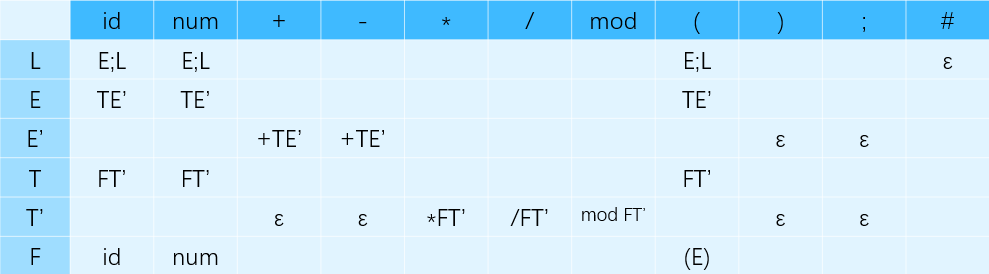 id num + - * / mod ( ) ; #
L E;L E;L E;L ε
E TE’ TE’ TE’
E’ +TE’ +TE’ ε ε
T FT’ FT’ FT’
T’ ε ε *FT’ /FT’ mod FT’ ε ε
F id num (E)